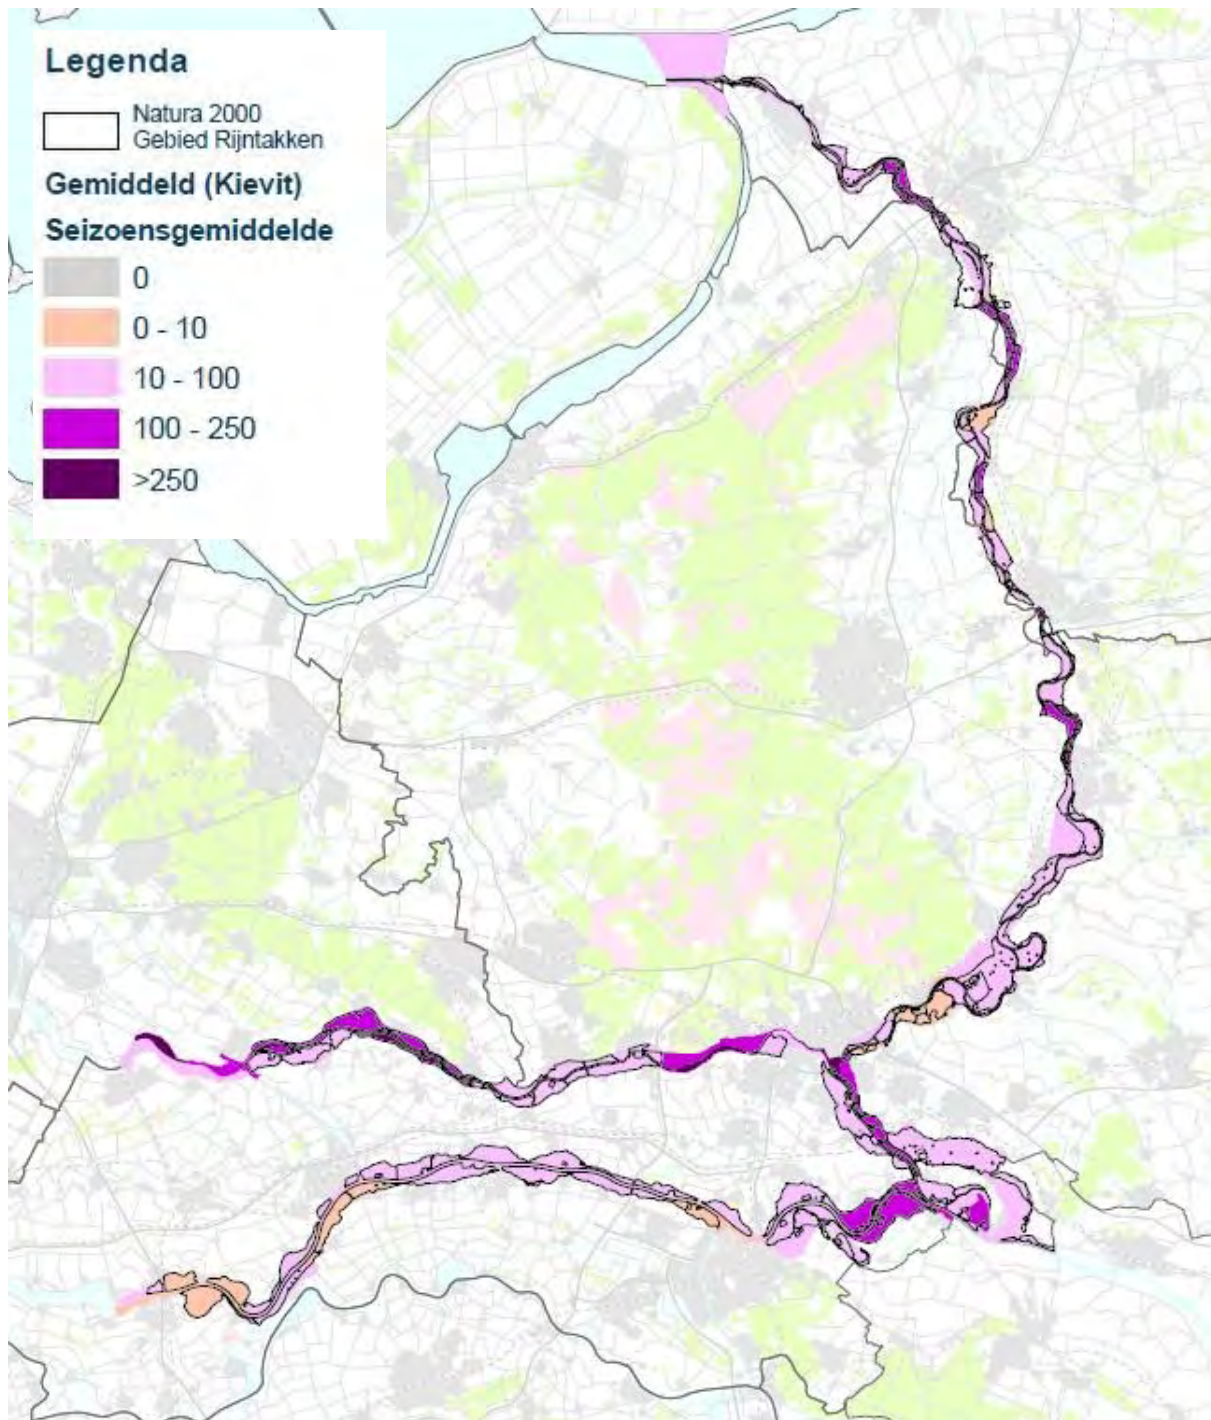 Legenda
Natura 2000
Gebied Rijntakken
Gemiddeld (Kievit)
Seizoensgemiddelde
0
0 - 10
10 - 100
100 - 250
>250